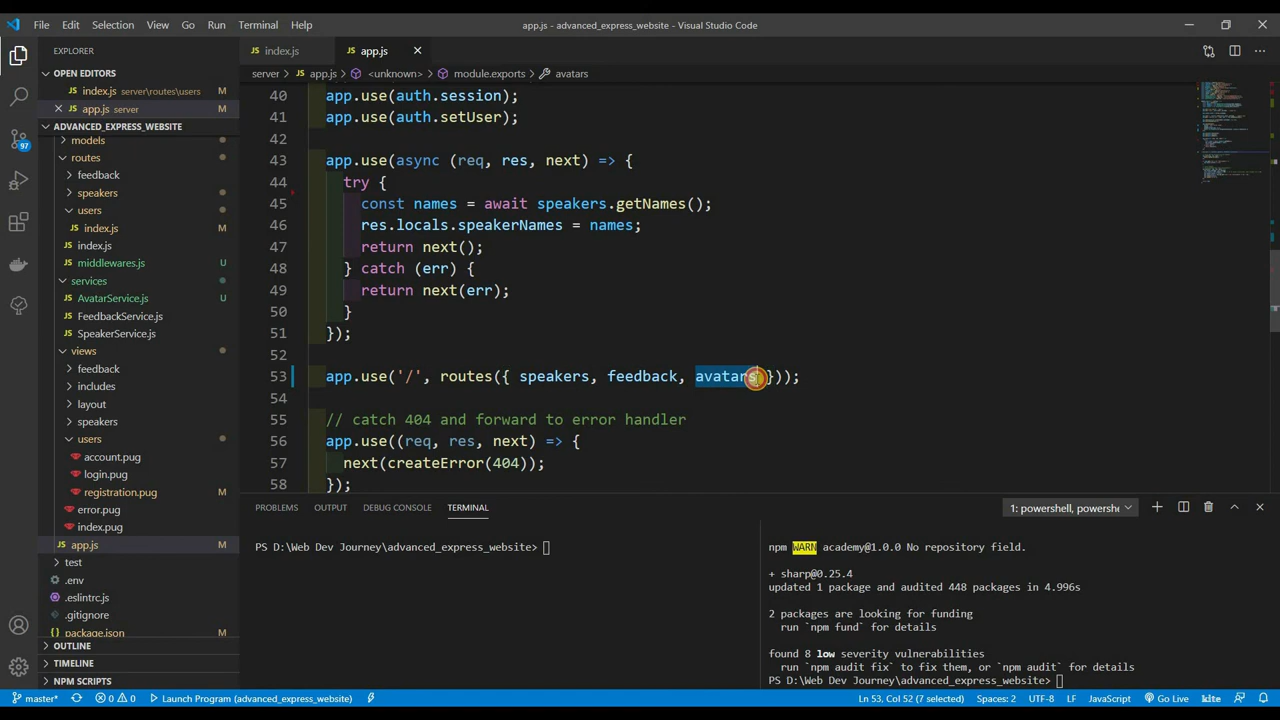 File Edit Selection View Go Run Terminal Help
app.js - advanced_express_website - Visual Studio Code
EXPLORER
OPEN EDITORS
index.js server\routes\users M
app.js server M
ADVANCED_EXPRESS_WEBSITE
models
routes
feedback
speakers
users
index.js M
index.js
middlewares.js U
services
AvatarService.js U
FeedbackService.js
SpeakerService.js
views
feedback
includes
layout
speakers
users
account.pug
login.pug
registration.pug M
error.pug
index.pug
app.js M
test
.env
.eslintrc.js
.gitignore
package.json M
OUTLINE
TIMELINE
NPM SCRIPTS
97
index.js
app.js
server > app.js > <unknown> > module.exports > avatars
40 app.use(auth.session);
41 app.use(auth.setUser);
42
43 app.use(async (req, res, next) => {
44 try {
45 const names = await speakers.getNames();
46 res.locals.speakerNames = names;
47 return next();
48 } catch (err) {
49 return next(err);
50 }
51 });
52
53 app.use('/', routes({ speakers, feedback, avatars }));
54
55 // catch 404 and forward to error handler
56 app.use((req, res, next) => {
57 next(createError(404));
58 });
PROBLEMS OUTPUT DEBUG CONSOLE TERMINAL
1: powershell, powershe
PS D:\Web Dev Journey\advanced_express_website>
npm WARN academy@1.0.0 No repository field.
+ sharp@0.25.4
updated 1 package and audited 448 packages in 4.996s
2 packages are looking for funding
run `npm fund` for details
found 8 low severity vulnerabilities
run `npm audit fix` to fix them, or `npm audit` for details
PS D:\Web Dev Journey\advanced_express_website>
master* 0 0 Launch Program (advanced_express_website)
Ln 53, Col 52 (7 selected) Spaces: 2 UTF-8 LF JavaScript Go Live kite